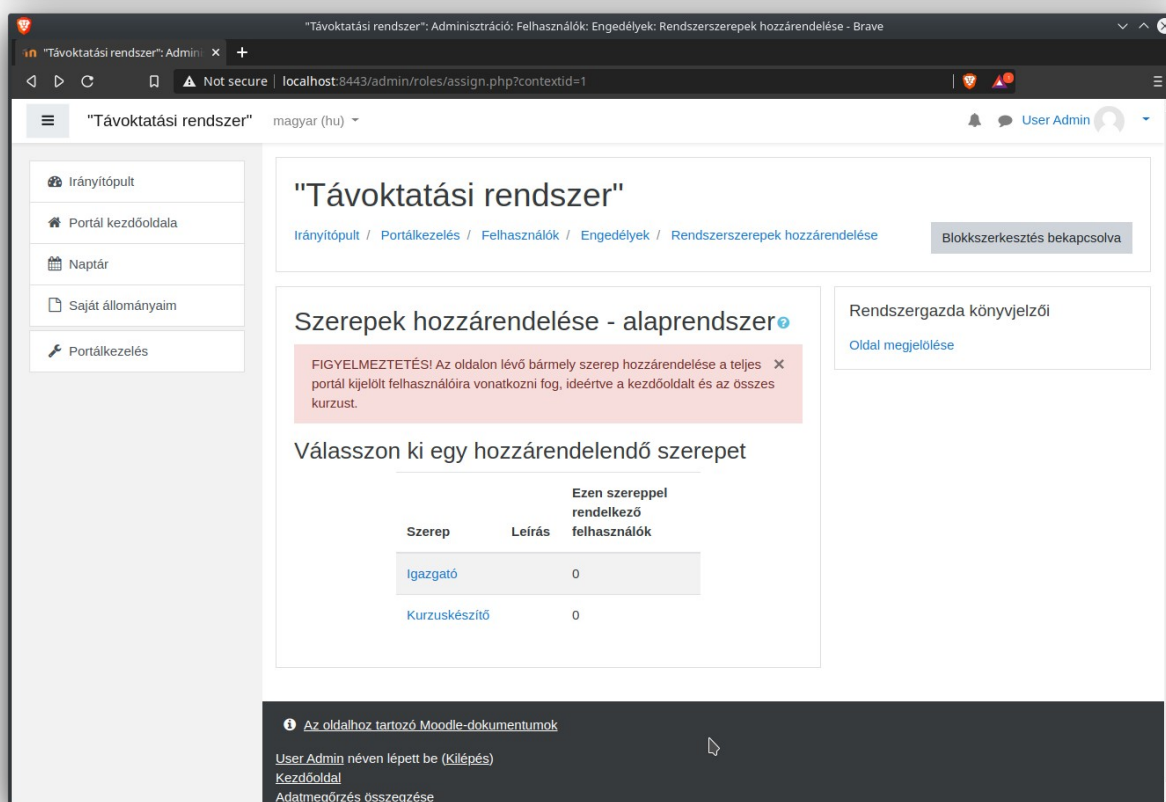 "Távoktatási rendszer": Adminisztráció: Felhasználók: Engedélyek: Rendszerszerepek hozzárendelése - Brave
"Távoktatási rendszer": Admini
Not secure | localhost:8443/admin/roles/assign.php?contextid=1
"Távoktatási rendszer" magyar (hu) User Admin
Irányítópult
Portál kezdőoldala
Naptár
Saját állományaim
Portálkezelés
"Távoktatási rendszer"
Irányítópult / Portálkezelés / Felhasználók / Engedélyek / Rendszerszerepek hozzárendelése
Blokkszerkesztés bekapcsolva
Szerepek hozzárendelése - alaprendszer
FIGYELMEZTETÉS! Az oldalon lévő bármely szerep hozzárendelése a teljes
portál kijelölt felhasználóira vonatkozni fog, ideértve a kezdőoldalt és az összes
kurzust.
Válasszon ki egy hozzárendelendő szerepet
Szerep Leírás Ezen szereppel
rendelkező
felhasználók
Igazgató 0
Kurzuskészítő 0
Rendszergazda könyvjelzői
Oldal megjelölése
Az oldalhoz tartozó Moodle-dokumentumok
User Admin néven lépett be (Kilépés)
Kezdőoldal
Adatmegőrzés összegzése